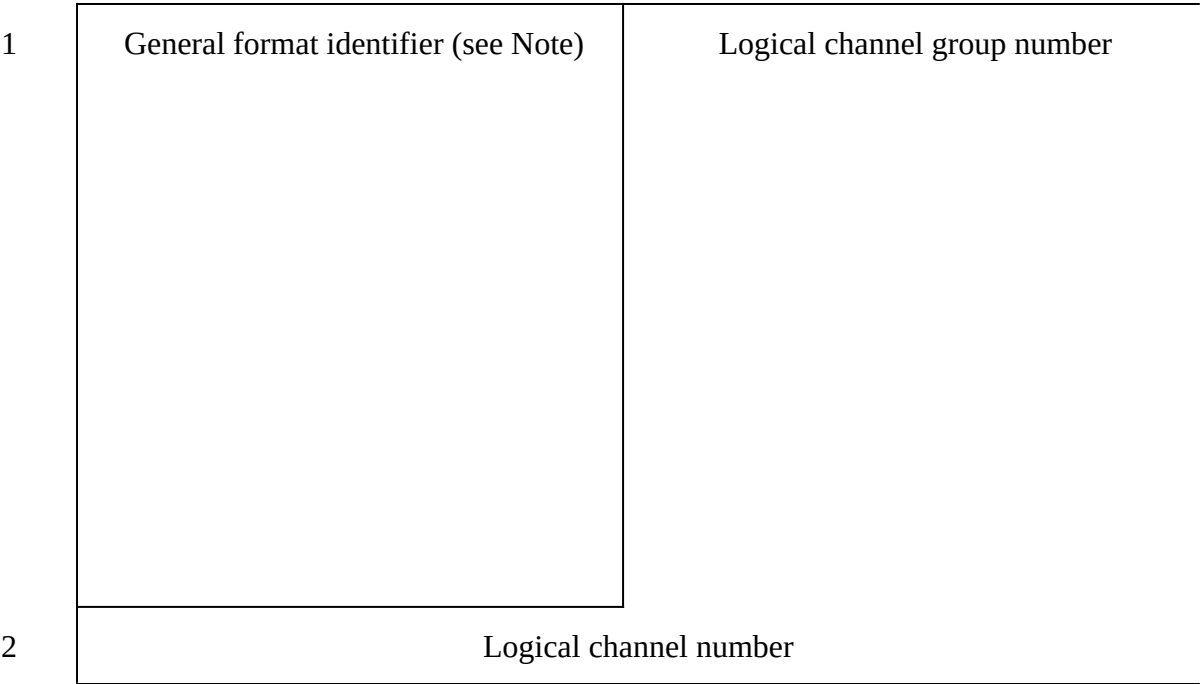 1 General format identifier (see Note) Logical channel group number
2 Logical channel number